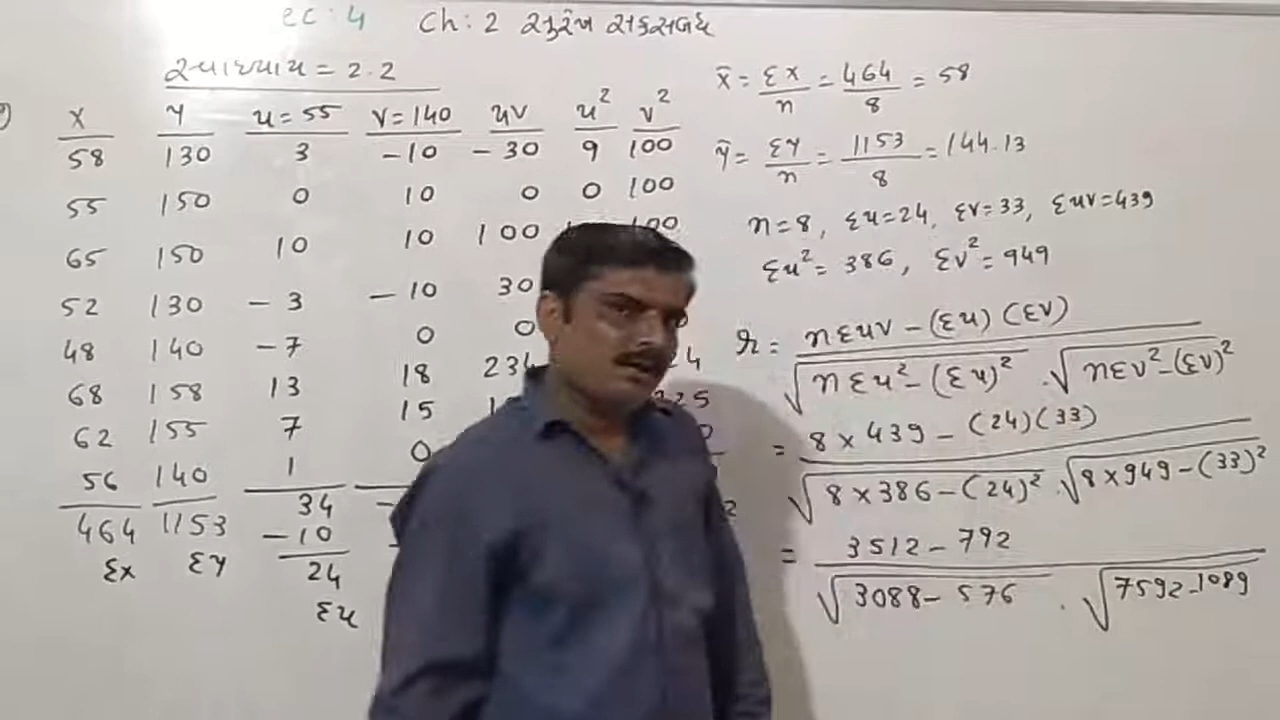 ec : 4 Ch : 2 સુરેખ સહસંબંધ
સ્વાધ્યાય = 2.2
x y u = 55 v = 140 uv u² v²
58 130 3 -10 -30 9 100
55 150 0 10 0 0 100
65 150 10 10 100
52 130 -3 -10 30
48 140 -7 0 0
68 158 13 18 234
62 155 7 15
56 140 1 0
464 1153 34
Σx Σy -10
24
Σu
x̄ = Σx/n = 464/8 = 58
ȳ = Σy/n = 1153/8 = 144.13
n = 8, Σu = 24, Σv = 33, Σuv = 439
Σu² = 386, Σv² = 949
r = nΣuv - (Σu) (Σv) / √nΣu² - (Σu)² . √nΣv² - (Σv)²
= 8 × 439 - (24) (33) / √8 × 386 - (24)² . √8 × 949 - (33)²
= 3512 - 792 / √3088 - 576 . √7592 - 1089